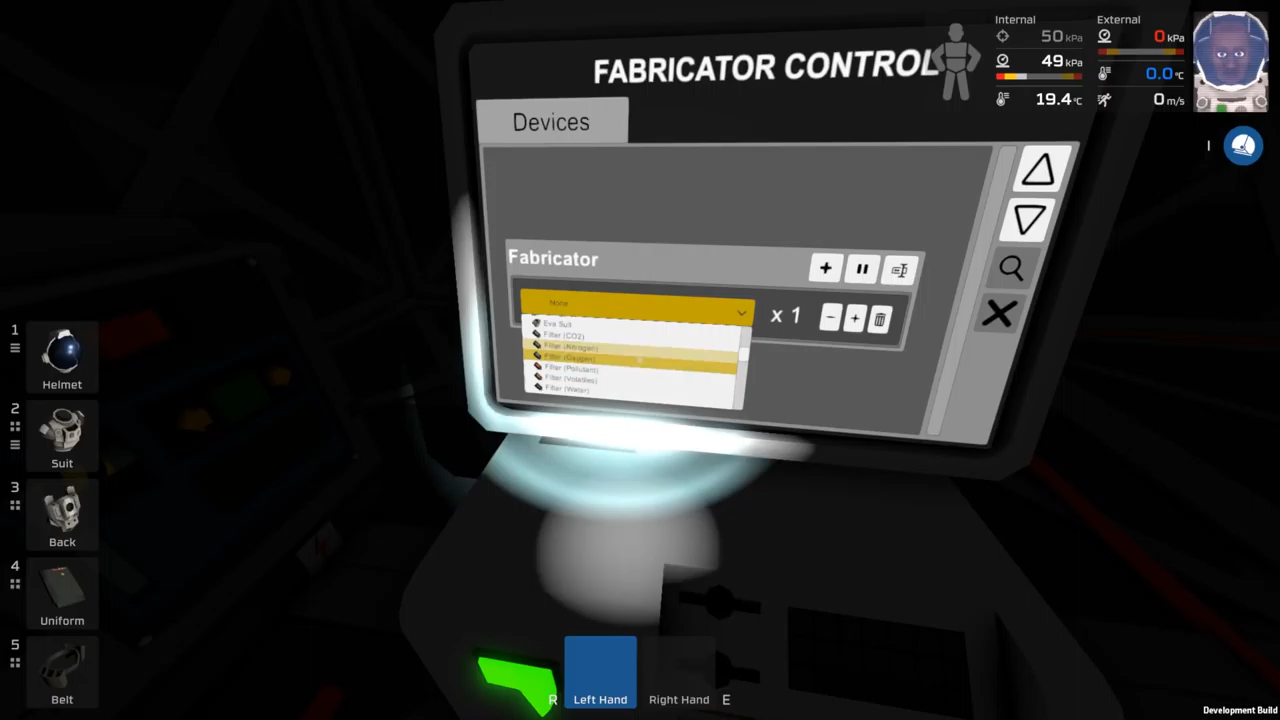 Internal
External
50 kPa
0 kPa
49 kPa
0.0 °C
19.4 °C
0 m/s
FABRICATOR CONTROL
Devices
I
Fabricator
None
x 1
Eva Suit
Filter (CO2)
Filter (Nitrogen)
Filter (Oxygen)
Filter (Pollutant)
Filter (Volatiles)
Filter (Water)
1
Helmet
2
Suit
3
Back
4
Uniform
5
Belt
R
Left Hand
Right Hand
E
Development Build